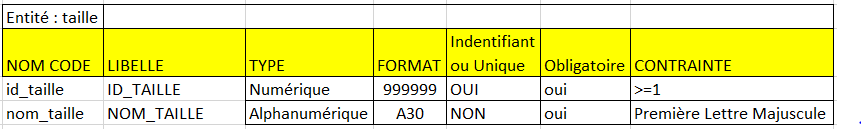 Entité : taille
NOM CODE LIBELLE TYPE FORMAT Indentifiant ou Unique Obligatoire CONTRAINTE
id_taille ID_TAILLE Numérique 999999 OUI oui >=1
nom_taille NOM_TAILLE Alphanumérique A30 NON oui Première Lettre Majuscule